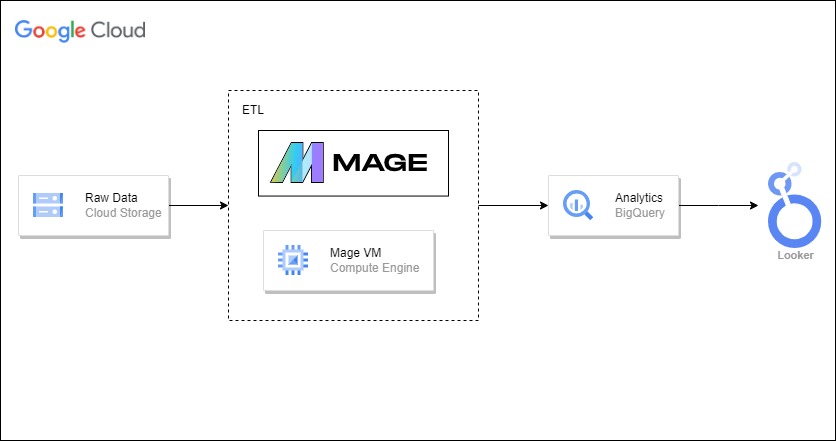 Google Cloud
ETL
MAGE
Raw Data
Cloud Storage
Mage VM
Compute Engine
Analytics
BigQuery
Looker